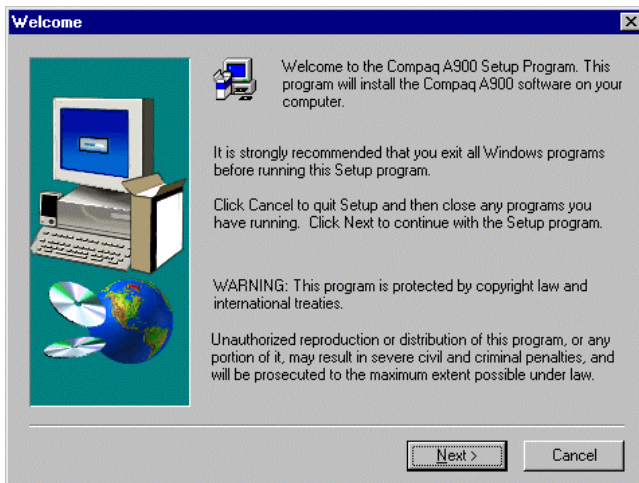 Welcome
Welcome to the Compaq A900 Setup Program. This
program will install the Compaq A900 software on your
computer.
It is strongly recommended that you exit all Windows programs
before running this Setup program.
Click Cancel to quit Setup and then close any programs you
have running. Click Next to continue with the Setup program.
WARNING: This program is protected by copyright law and
international treaties.
Unauthorized reproduction or distribution of this program, or any
portion of it, may result in severe civil and criminal penalties, and
will be prosecuted to the maximum extent possible under law.
Next >
Cancel